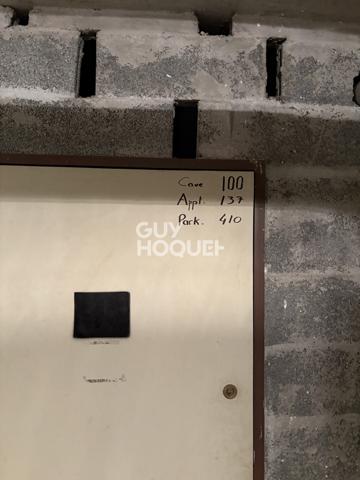 Cave 100
Appt. 137
Park. 410
GUY
HOQUET